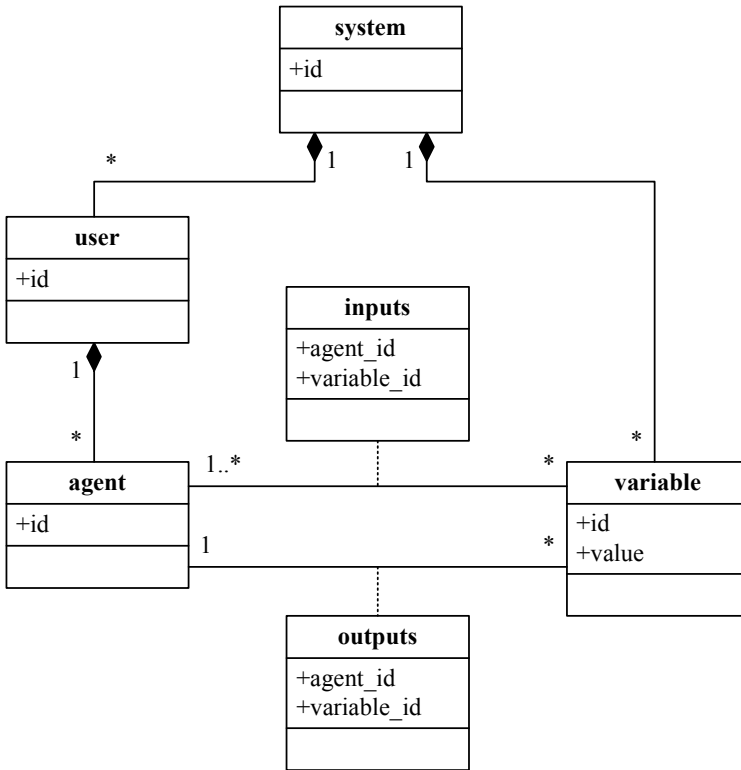 system
+id
1
1
*
user
+id
1
*
inputs
+agent_id
+variable_id
*
agent
+id
1..*
*
variable
+id
+value
1
*
outputs
+agent_id
+variable_id